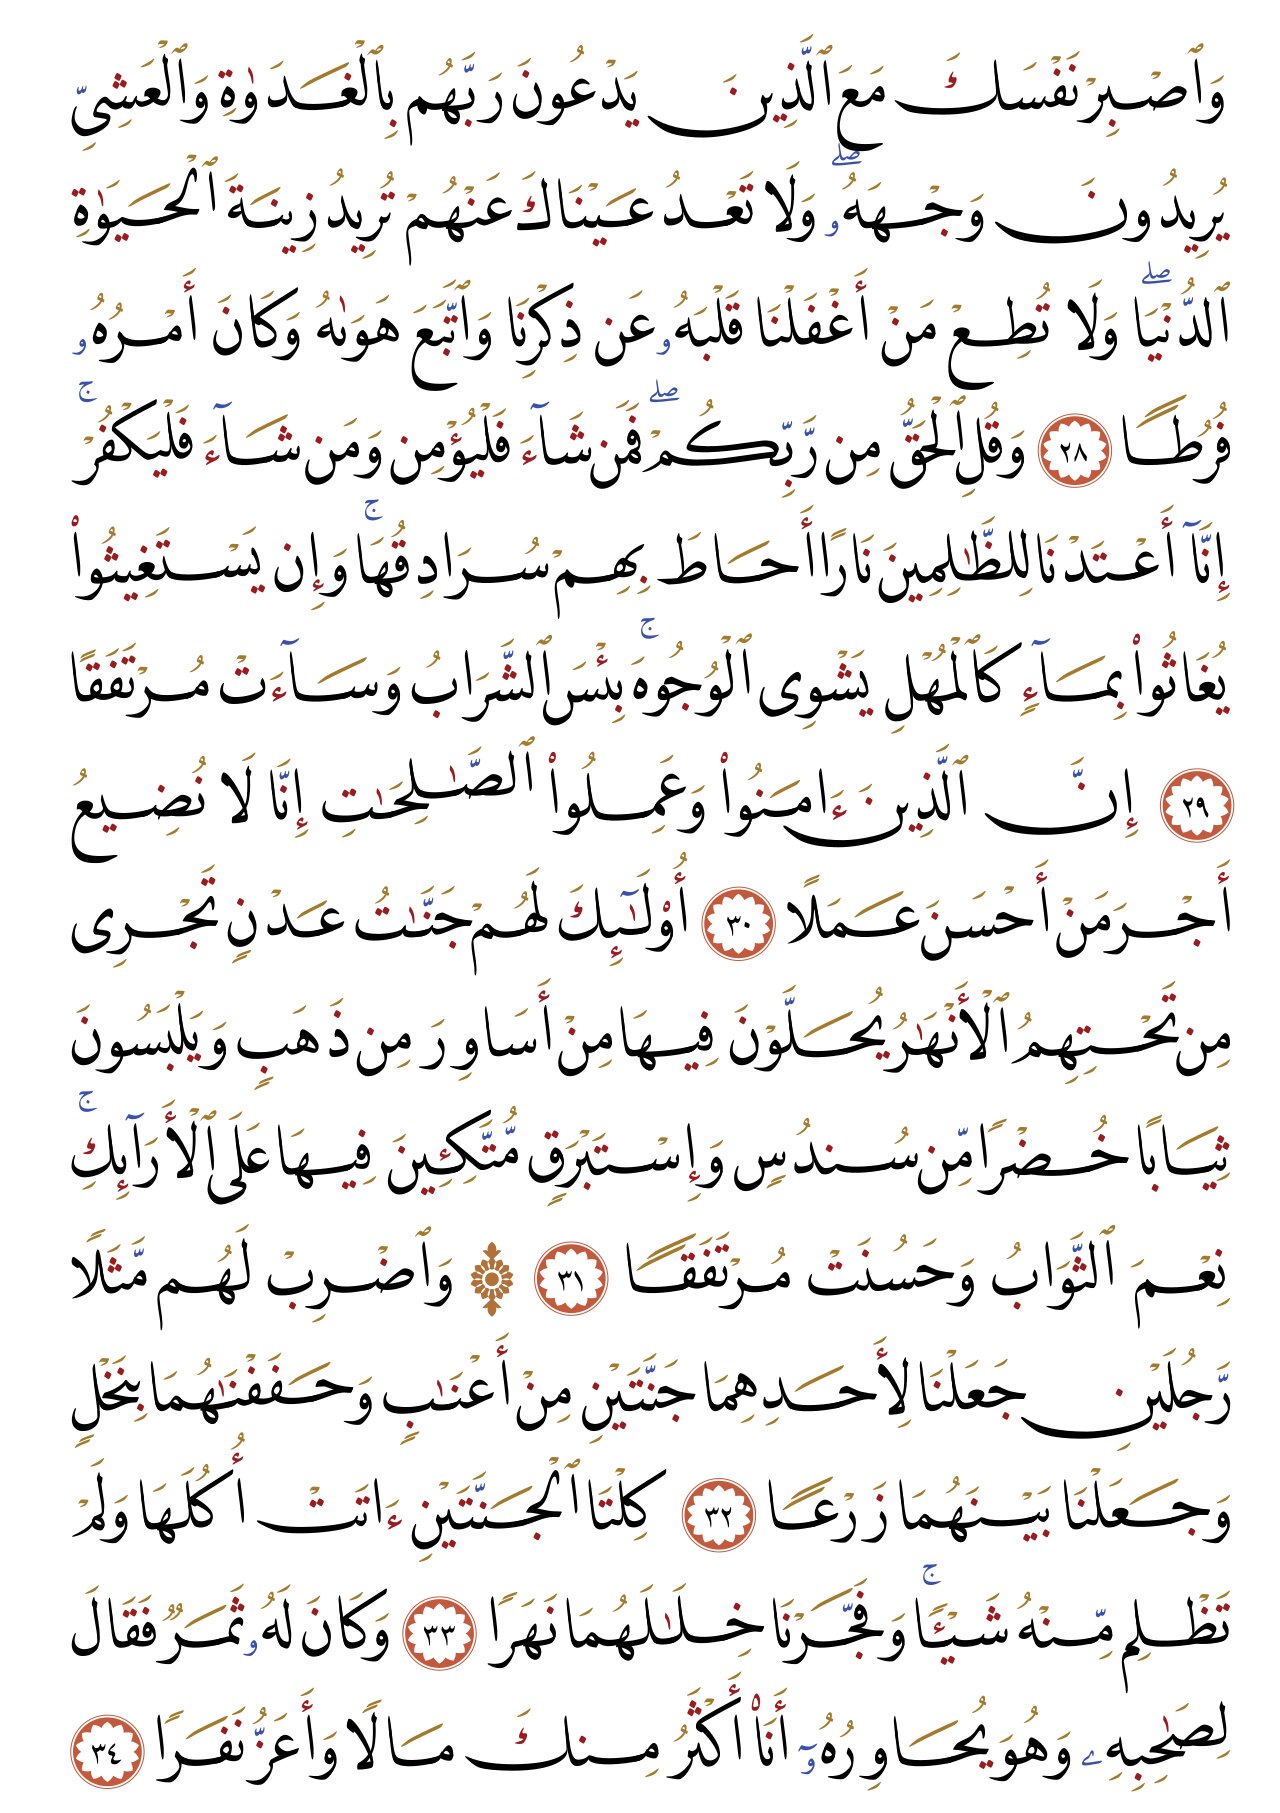 وَٱصۡبِرۡ نَفۡسَكَ مَعَ ٱلَّذِينَ يَدۡعُونَ رَبَّهُم بِٱلۡغَدَوٰةِ وَٱلۡعَشِيِّ
يُرِيدُونَ وَجۡهَهُۥۖ وَلَا تَعۡدُ عَيۡنَاكَ عَنۡهُمۡ تُرِيدُ زِينَةَ ٱلۡحَيَوٰةِ
ٱلدُّنۡيَاۖ وَلَا تُطِعۡ مَنۡ أَغۡفَلۡنَا قَلۡبَهُۥ عَن ذِكۡرِنَا وَٱتَّبَعَ هَوَىٰهُ وَكَانَ أَمۡرُهُۥ
فُرُطًا ٢٨ وَقُلِ ٱلۡحَقُّ مِن رَّبِّكُمۡۖ فَمَن شَآءَ فَلۡيُؤۡمِن وَمَن شَآءَ فَلۡيَكۡفُرۡۚ
إِنَّآ أَعۡتَدۡنَا لِلظَّٰلِمِينَ نَارًا أَحَاطَ بِهِمۡ سُرَادِقُهَاۚ وَإِن يَسۡتَغِيثُواْ
يُغَاثُواْ بِمَآءٖ كَٱلۡمُهۡلِ يَشۡوِي ٱلۡوُجُوهَۚ بِئۡسَ ٱلشَّرَابُ وَسَآءَتۡ مُرۡتَفَقًا
٢٩ إِنَّ ٱلَّذِينَ ءَامَنُواْ وَعَمِلُواْ ٱلصَّٰلِحَٰتِ إِنَّا لَا نُضِيعُ
أَجۡرَ مَنۡ أَحۡسَنَ عَمَلًا ٣٠ أُوْلَٰٓئِكَ لَهُمۡ جَنَّٰتُ عَدۡنٖ تَجۡرِي
مِن تَحۡتِهِمُ ٱلۡأَنۡهَٰرُ يُحَلَّوۡنَ فِيهَا مِنۡ أَسَاوِرَ مِن ذَهَبٖ وَيَلۡبَسُونَ
ثِيَابًا خُضۡرٗا مِّن سُندُسٖ وَإِسۡتَبۡرَقٖ مُّتَّكِـِٔينَ فِيهَا عَلَى ٱلۡأَرَآئِكِۚ
نِعۡمَ ٱلثَّوَابُ وَحَسُنَتۡ مُرۡتَفَقٗا ٣١ ۞ وَٱضۡرِبۡ لَهُم مَّثَلٗا
رَّجُلَيۡنِ جَعَلۡنَا لِأَحَدِهِمَا جَنَّتَيۡنِ مِنۡ أَعۡنَٰبٖ وَحَفَفۡنَٰهُمَا بِنَخۡلٖ
وَجَعَلۡنَا بَيۡنَهُمَا زَرۡعٗا ٣٢ كِلۡتَا ٱلۡجَنَّتَيۡنِ ءَاتَتۡ أُكُلَهَا وَلَمۡ
تَظۡلِم مِّنۡهُ شَيۡـٔٗاۚ وَفَجَّرۡنَا خِلَٰلَهُمَا نَهَرٗا ٣٣ وَكَانَ لَهُۥ ثَمَرٞ فَقَالَ
لِصَٰحِبِهِۦ وَهُوَ يُحَاوِرُهُۥٓ أَنَا۠ أَكۡثَرُ مِنكَ مَالٗا وَأَعَزُّ نَفَرٗا ٣٤